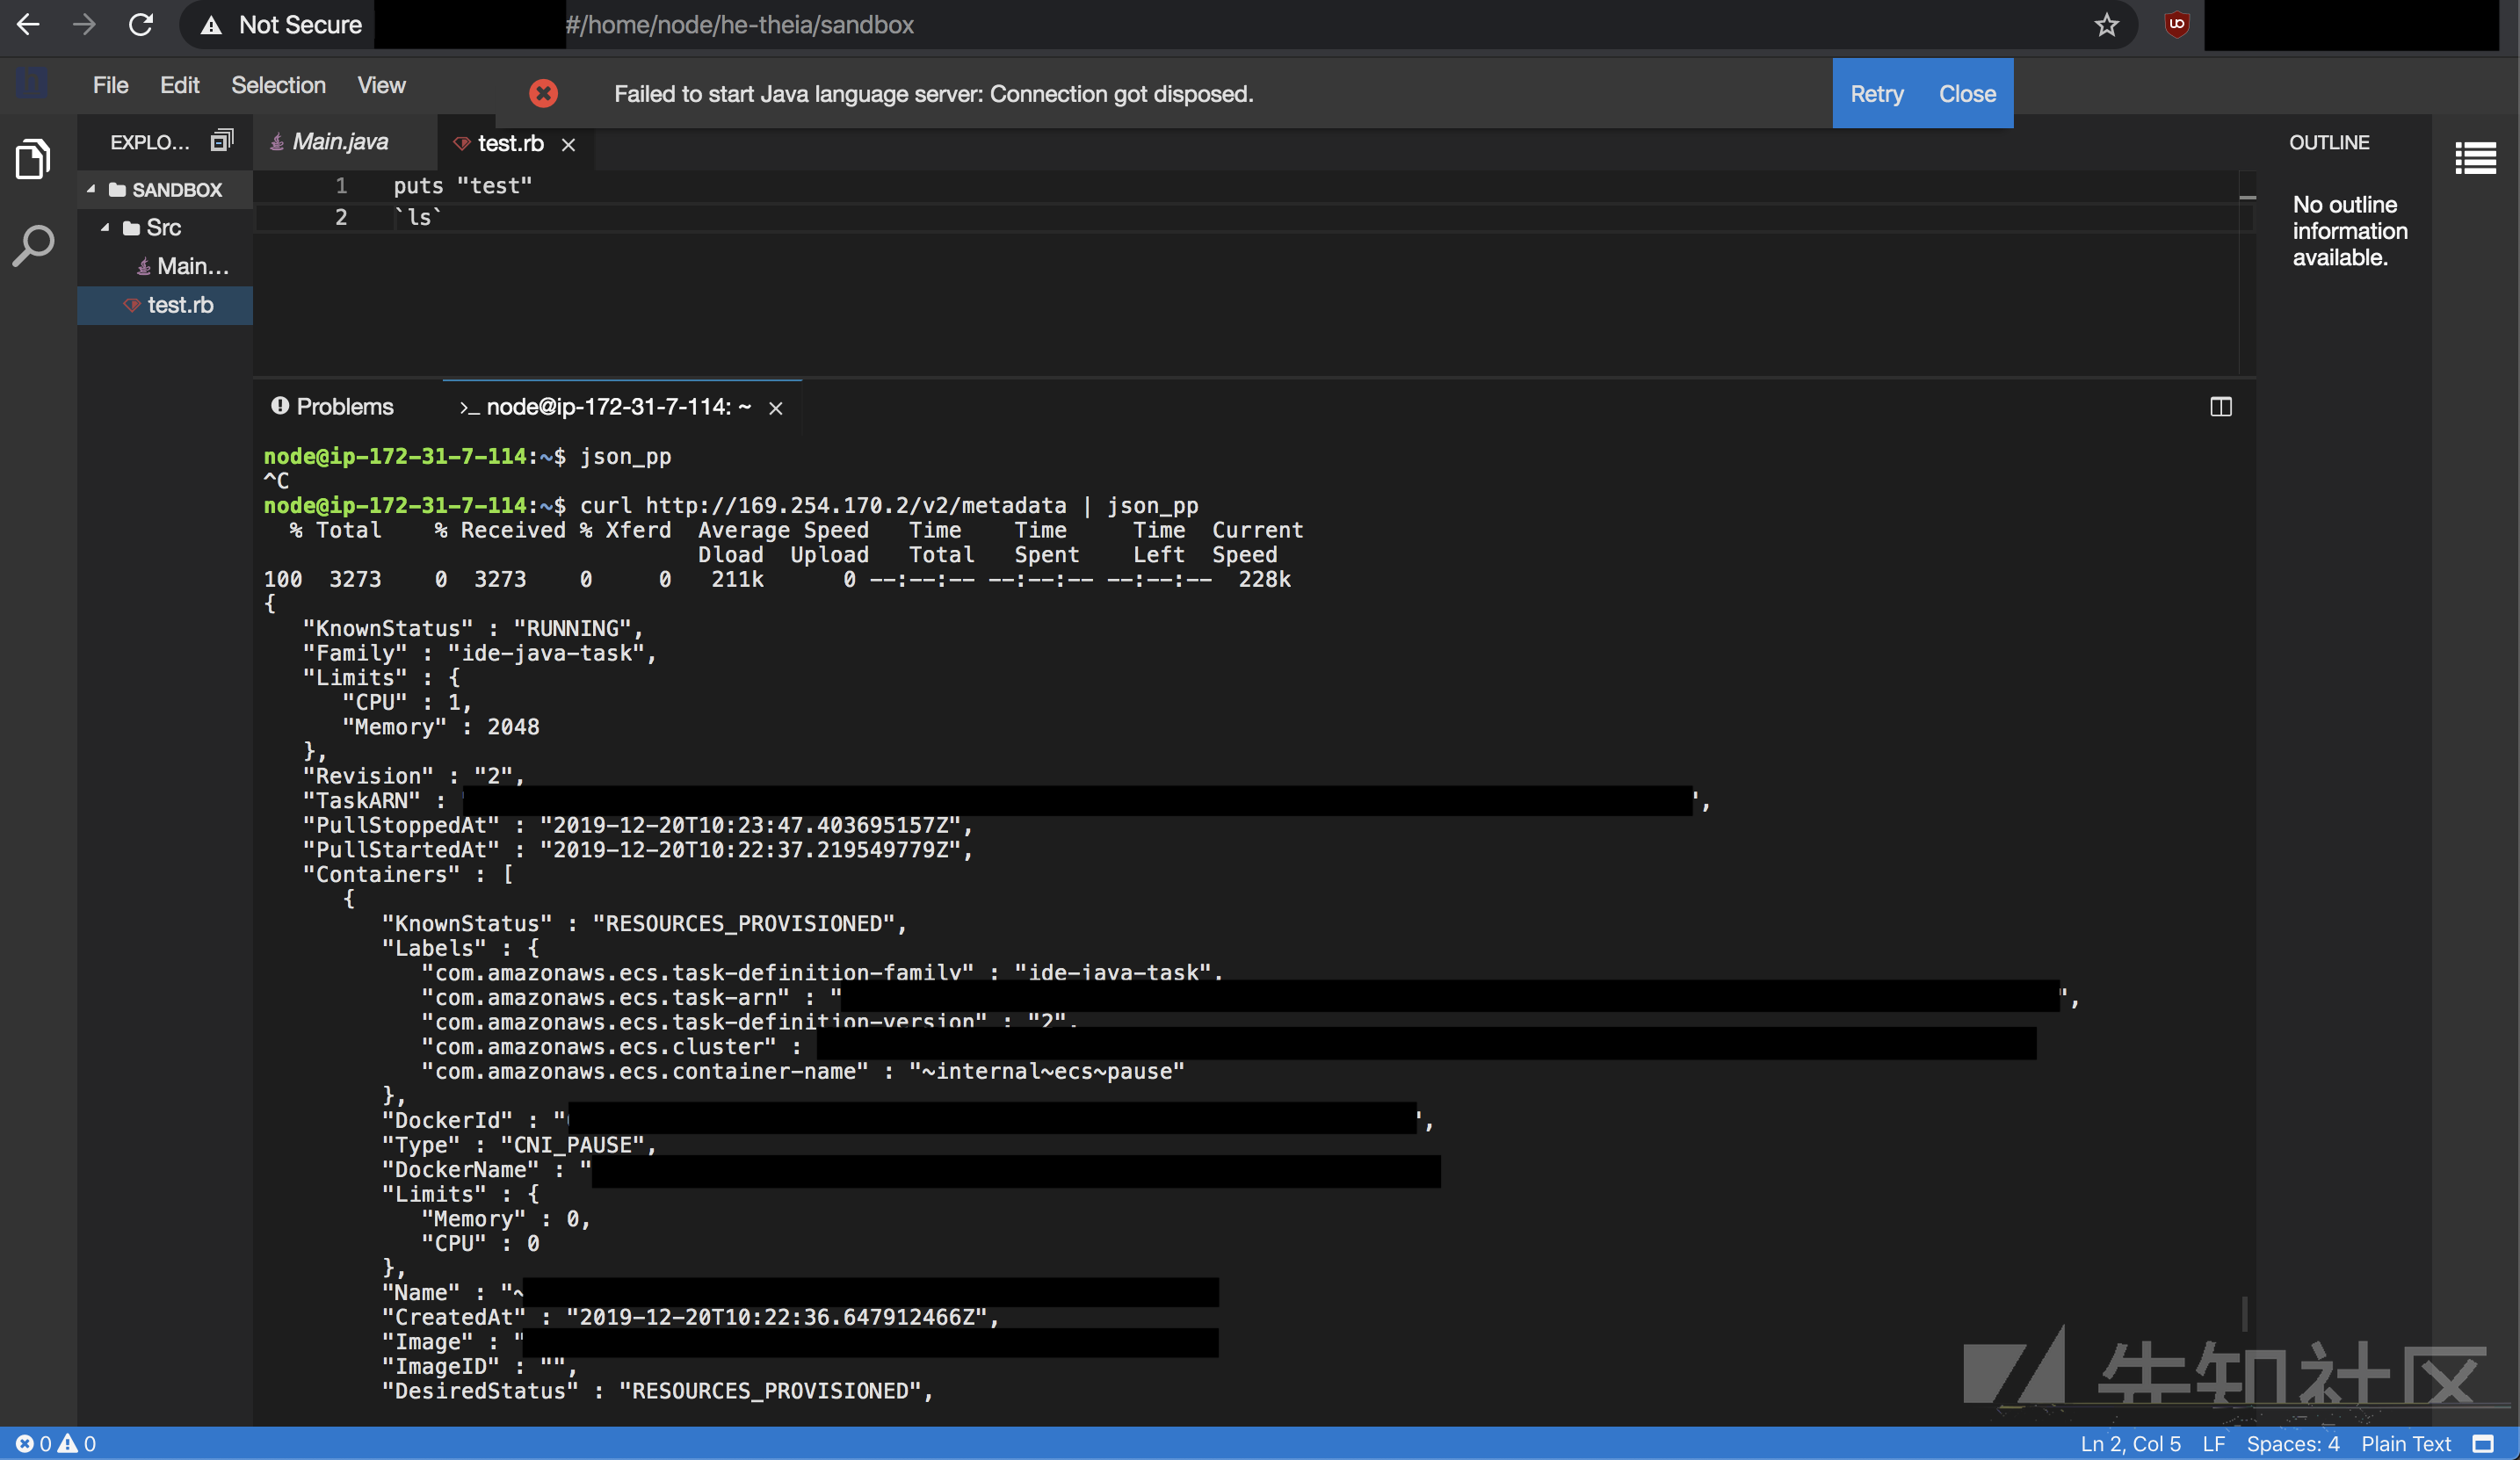 Not Secure #/home/node/he-theia/sandbox
File Edit Selection View
Failed to start Java language server: Connection got disposed.
Retry Close
EXPLO... Main.java test.rb OUTLINE
SANDBOX
Src
Main...
test.rb
1 puts "test"
2 `ls`
No outline
information
available.
Problems >_ node@ip-172-31-7-114: ~
node@ip-172-31-7-114:~$ json_pp
^C
node@ip-172-31-7-114:~$ curl http://169.254.170.2/v2/metadata | json_pp
% Total % Received % Xferd Average Speed Time Time Time Current
Dload Upload Total Spent Left Speed
100 3273 0 3273 0 0 211k 0 --:--:-- --:--:-- --:--:-- 228k
{
"KnownStatus" : "RUNNING",
"Family" : "ide-java-task",
"Limits" : {
"CPU" : 1,
"Memory" : 2048
},
"Revision" : "2",
"TaskARN" : ",
"PullStoppedAt" : "2019-12-20T10:23:47.403695157Z",
"PullStartedAt" : "2019-12-20T10:22:37.219549779Z",
"Containers" : [
{
"KnownStatus" : "RESOURCES_PROVISIONED",
"Labels" : {
"com.amazonaws.ecs.task-definition-family" : "ide-java-task",
"com.amazonaws.ecs.task-arn" : "",
"com.amazonaws.ecs.task-definition-version" : "2",
"com.amazonaws.ecs.cluster" :
"com.amazonaws.ecs.container-name" : "~internal~ecs~pause"
},
"DockerId" : "",
"Type" : "CNI_PAUSE",
"DockerName" : "
"Limits" : {
"Memory" : 0,
"CPU" : 0
},
"Name" : "~
"CreatedAt" : "2019-12-20T10:22:36.647912466Z",
"Image" : "
"ImageID" : "",
"DesiredStatus" : "RESOURCES_PROVISIONED",
先知社区
0 0 Ln 2, Col 5 LF Spaces: 4 Plain Text